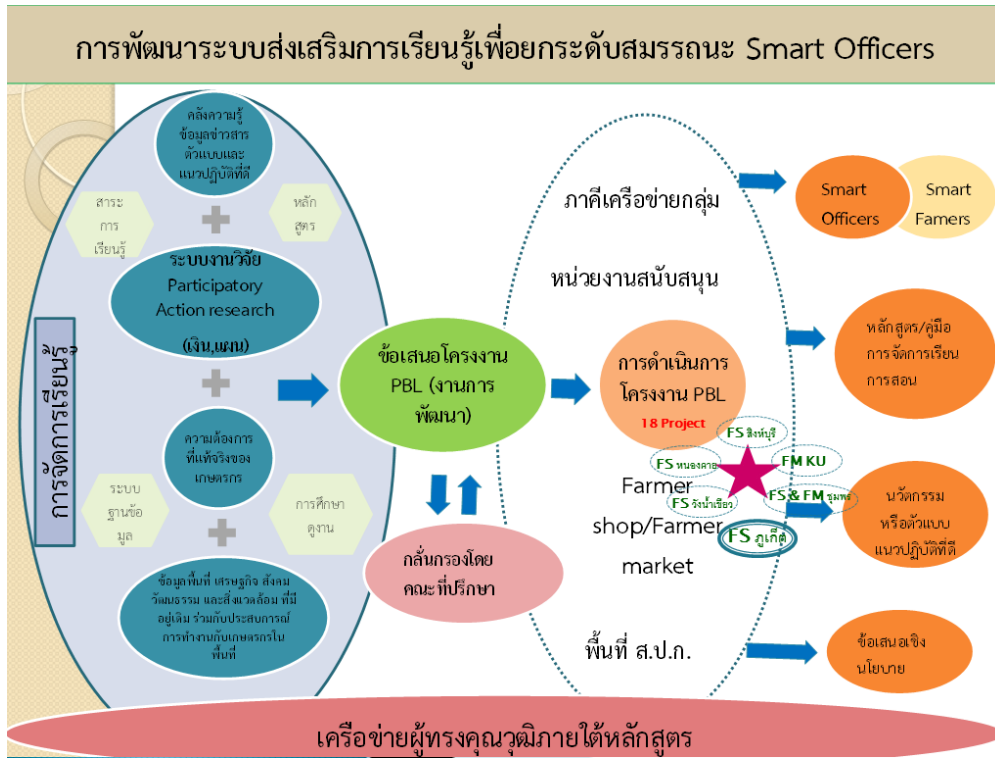 การพัฒนาระบบส่งเสริมการเรียนรู้เพื่อยกระดับสมรรถนะ Smart Officers
การจัดการเรียนรู้
คลังความรู้
ข้อมูลข่าวสาร
ตัวแบบและ
แนวปฏิบัติที่ดี
สาระ
การ
เรียนรู้
หลัก
สูตร
ระบบงานวิจัย
Participatory
Action research
(เงิน,แผน)
ความต้องการ
ที่แท้จริงของ
เกษตรกร
ระบบ
ฐานข้อ
มูล
การศึกษา
ดูงาน
ข้อมูลพื้นที่ เศรษฐกิจ สังคม
วัฒนธรรม และสิ่งแวดล้อม ที่มี
อยู่เดิม ร่วมกับประสบการณ์
การทำงานกับเกษตรกรใน
พื้นที่
ข้อเสนอโครงงาน
PBL (งานการ
พัฒนา)
กลั่นกรองโดย
คณะที่ปรึกษา
ภาคีเครือข่ายกลุ่ม
หน่วยงานสนับสนุน
การดำเนินการ
โครงงาน PBL
18 Project
FS สิงห์บุรี
FS หนองคาย
FM KU
FS วังน้ำเขียว
FS & FM ชุมพร
FS ภูเก็ต
Farmer
shop/Farmer
market
พื้นที่ ส.ป.ก.
Smart
Officers
Smart
Famers
หลักสูตร/คู่มือ
การจัดการเรียน
การสอน
นวัตกรรม
หรือตัวแบบ
แนวปฏิบัติที่ดี
ข้อเสนอเชิง
นโยบาย
เครือข่ายผู้ทรงคุณวุฒิภายใต้หลักสูตร